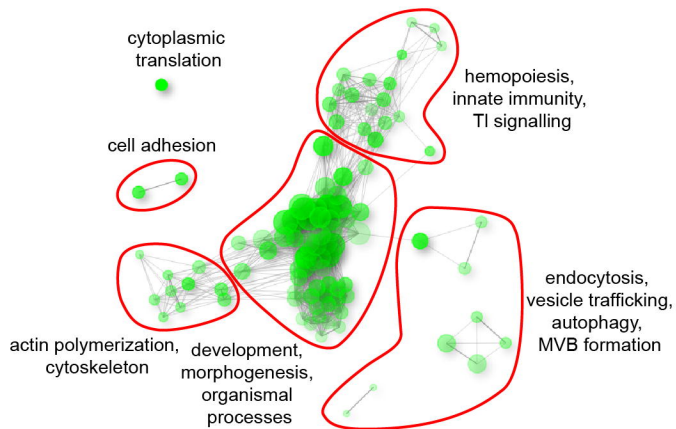 cytoplasmic
translation
cell adhesion
hemopoiesis,
innate immunity,
TI signalling
endocytosis,
vesicle trafficking,
autophagy,
MVB formation
actin polymerization,
cytoskeleton
development,
morphogenesis,
organismal
processes